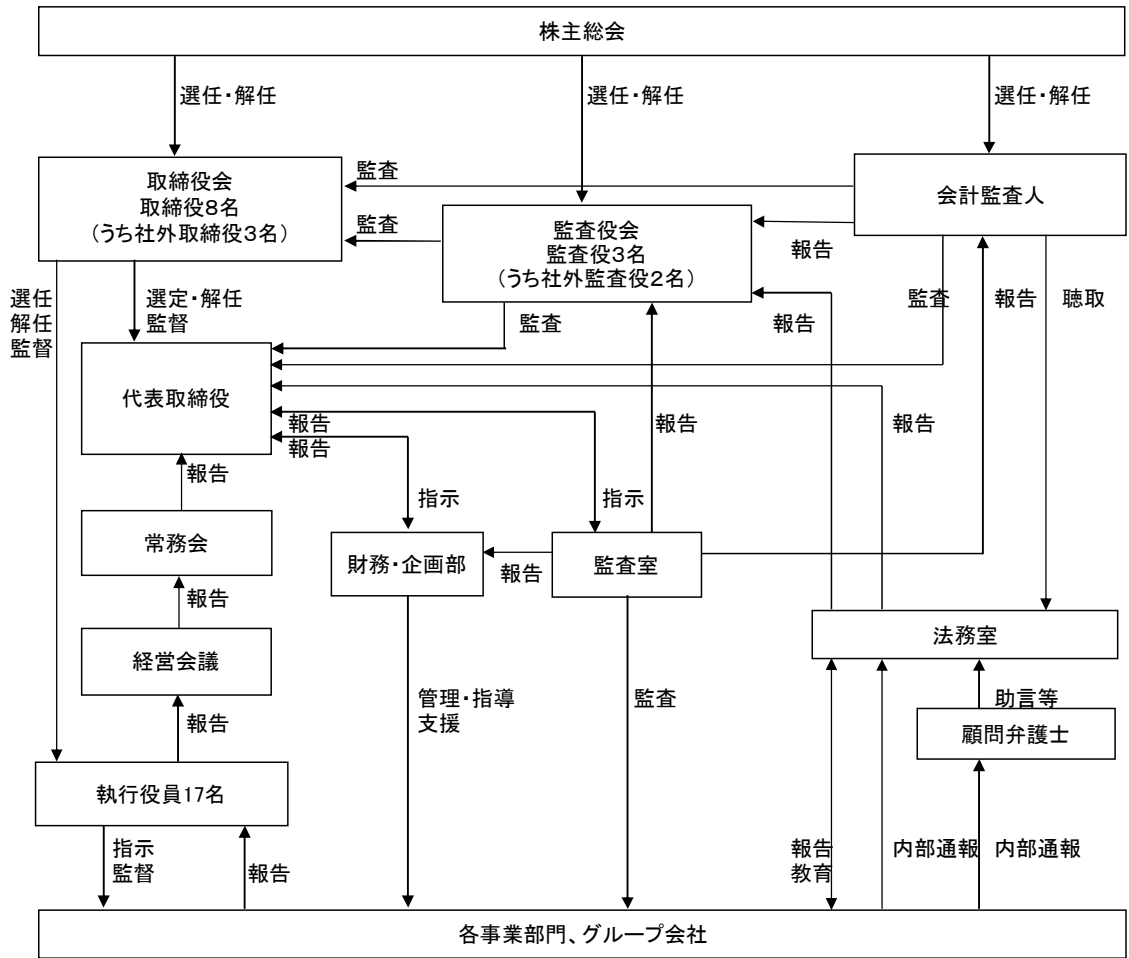 株主総会
選任・解任
選任・解任
選任・解任
取締役会
取締役8名
(うち社外取締役3名)
監査
監査
監査役会
監査役3名
(うち社外監査役2名)
会計監査人
報告
選任
解任
監督
選定・解任
監督
監査
報告
監査
報告
聴取
代表取締役
報告
報告
報告
報告
報告
指示
指示
常務会
財務・企画部
報告
監査室
報告
法務室
経営会議
管理・指導
支援
監査
助言等
顧問弁護士
報告
執行役員17名
指示
監督
報告
報告
教育
内部通報
内部通報
各事業部門、グループ会社